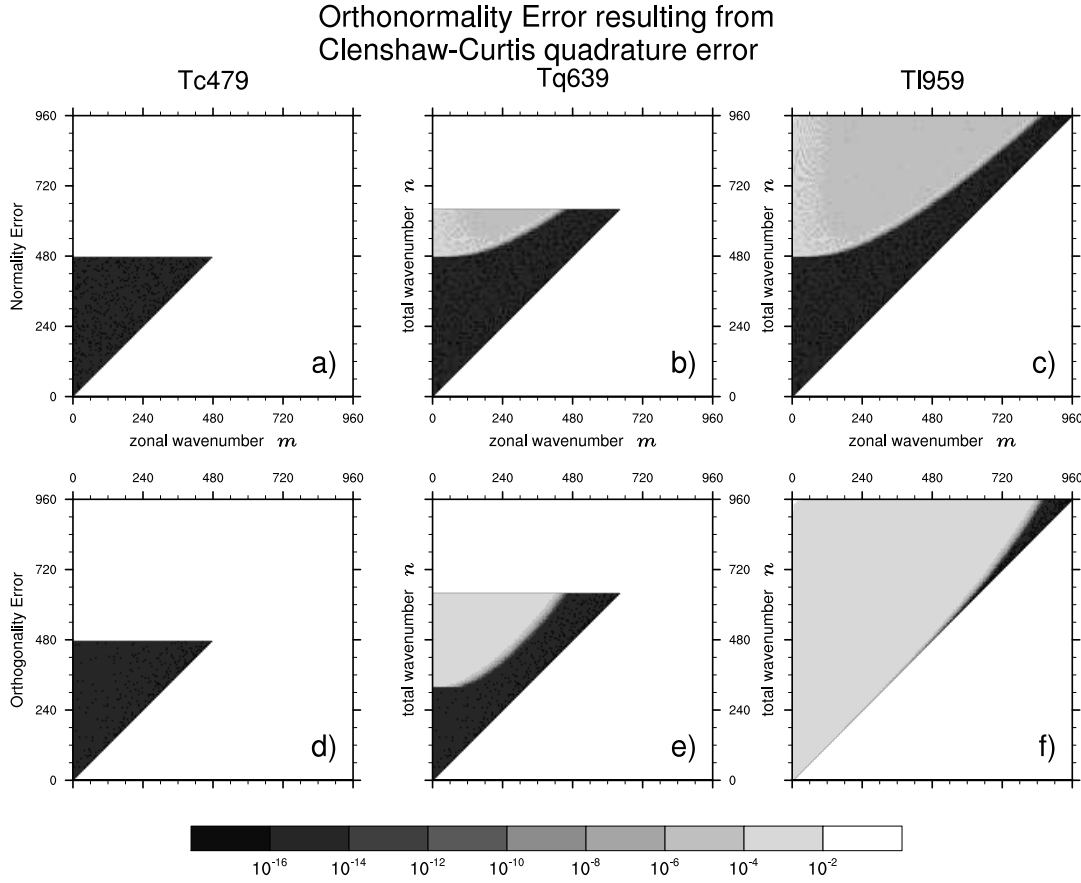 Orthonormality Error resulting from
Clenshaw-Curtis quadrature error
Tc479 Tq639 Tl959
960 960 960
720 720 720
480 480 480
240 240 240
0 0 0
Normality Error
total wavenumber n
total wavenumber n
a) b) c)
0 240 480 720 960 0 240 480 720 960 0 240 480 720 960
zonal wavenumber m zonal wavenumber m zonal wavenumber m
0 240 480 720 960 0 240 480 720 960 0 240 480 720 960
960 960
720 720
480 480
240 240
0 0
Orthogonality Error
total wavenumber n
total wavenumber n
d) e) f)
10^-16 10^-14 10^-12 10^-10 10^-8 10^-6 10^-4 10^-2